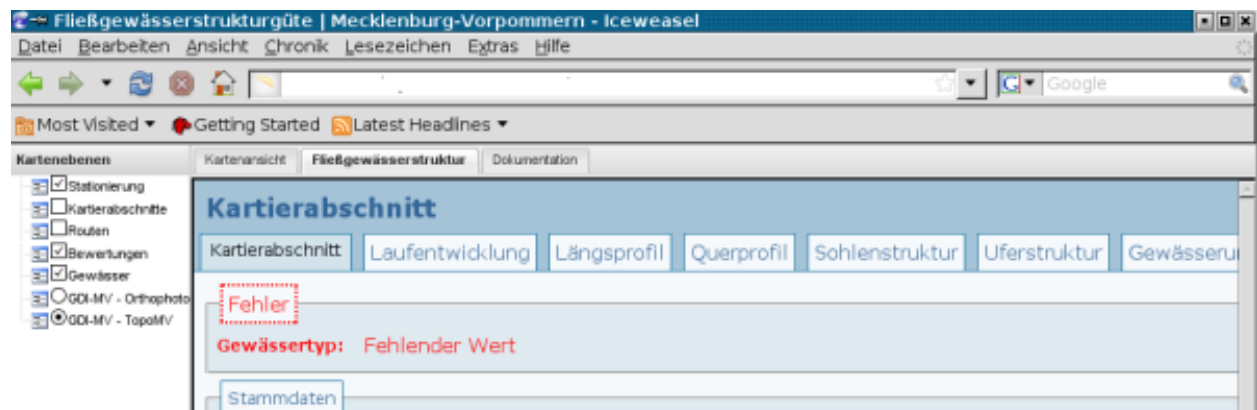 Fließgewässerstrukturgüte | Mecklenburg-Vorpommern - Iceweasel
Datei Bearbeiten Ansicht Chronik Lesezeichen Extras Hilfe
G Google
Most Visited Getting Started Latest Headlines
Kartenebenen Kartenansicht Fließgewässerstruktur Dokumentation
Stationierung
Kartierabschnitte
Routen
Bewertungen
Gewässer
GDI-MV - Orthophoto
GDI-MV - TopoMV
Kartierabschnitt
Kartierabschnitt Laufentwicklung Längsprofil Querprofil Sohlenstruktur Uferstruktur Gewässeru
Fehler
Gewässertyp: Fehlender Wert
Stammdaten